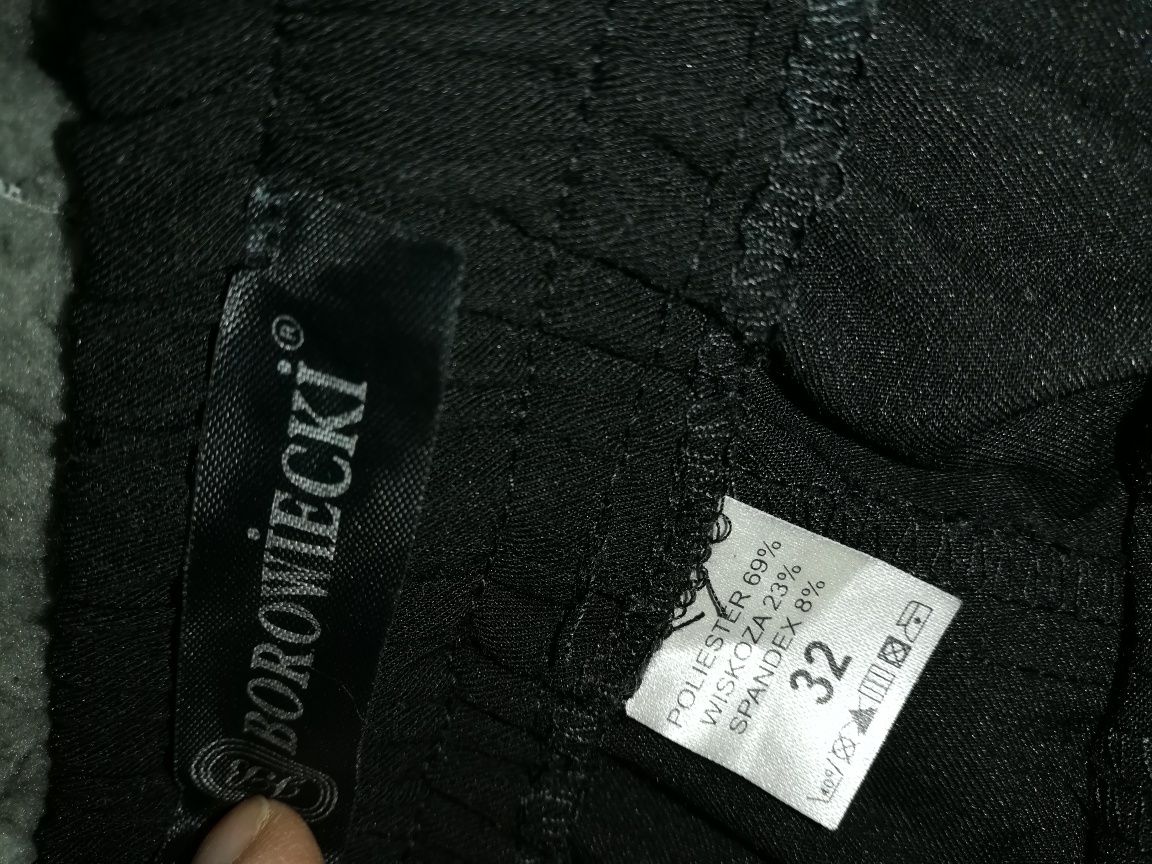 BOROWiECKi®
POLIESTER 69%
WISKOZA 23%
SPANDEX 8%
32
40°